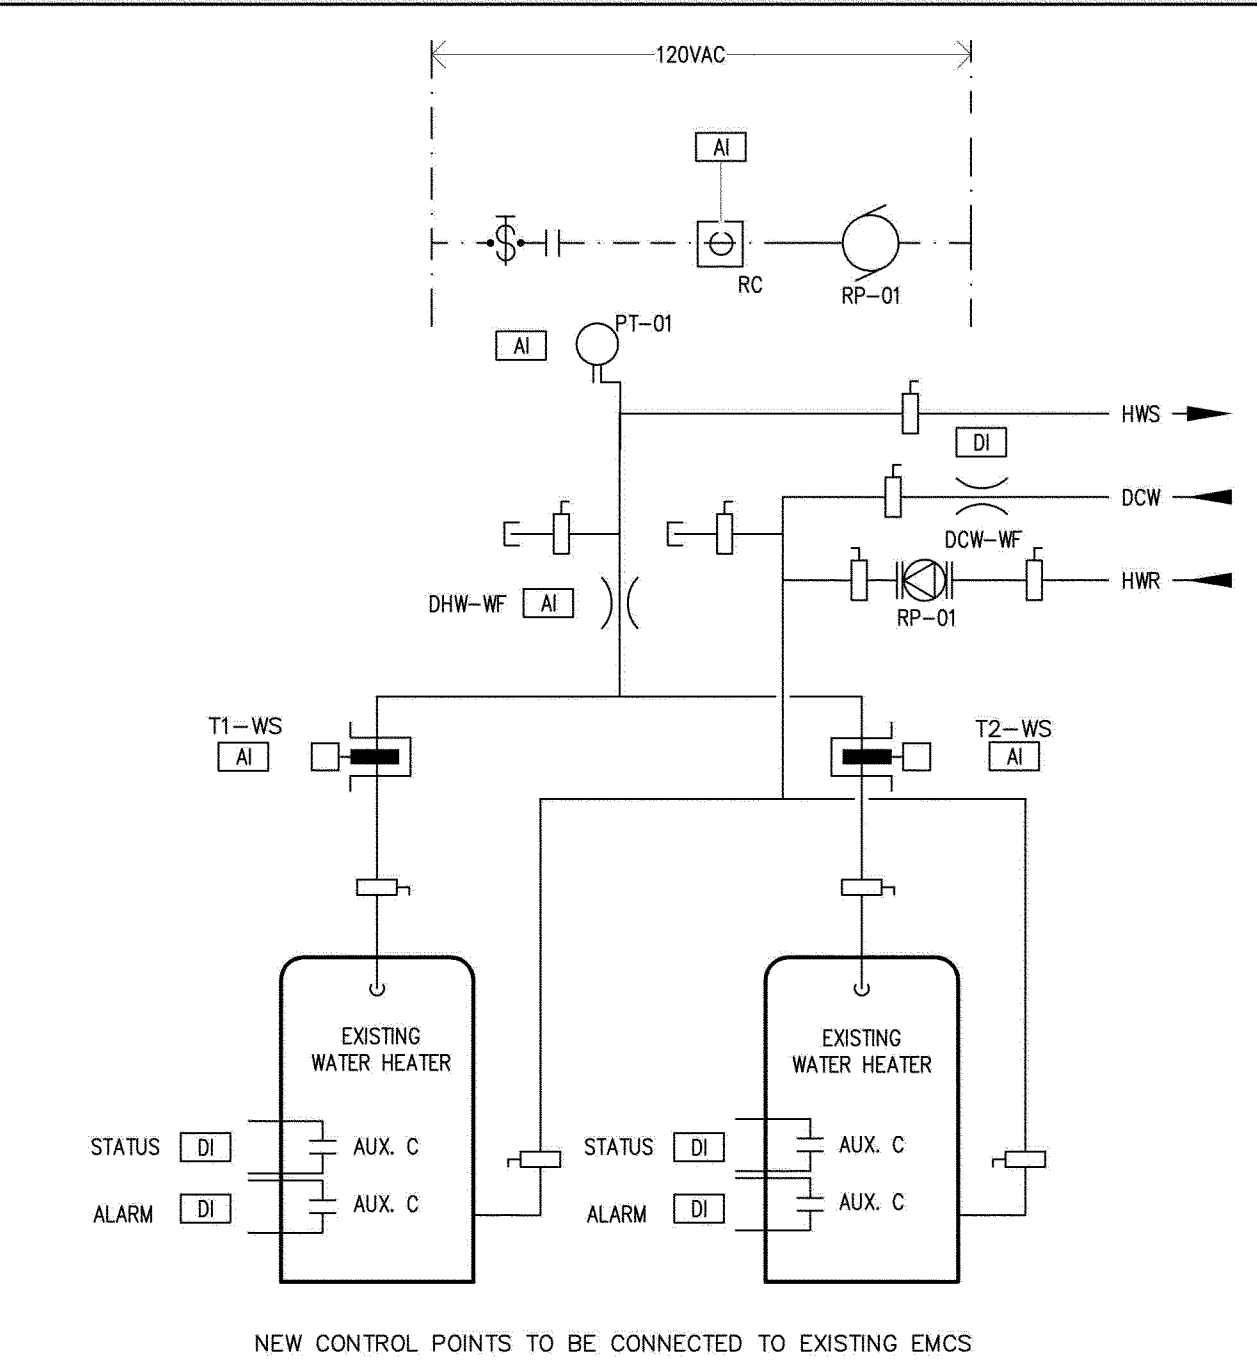 120VAC
AI
RC
RP-01
PT-01
AI
HWS
DI
DCW
DCW-WF
HWR
DHW-WF AI
RP-01
T1-WS
AI
T2-WS
AI
EXISTING
WATER HEATER
EXISTING
WATER HEATER
STATUS DI AUX. C
ALARM DI AUX. C
STATUS DI AUX. C
ALARM DI AUX. C
NEW CONTROL POINTS TO BE CONNECTED TO EXISTING EMCS